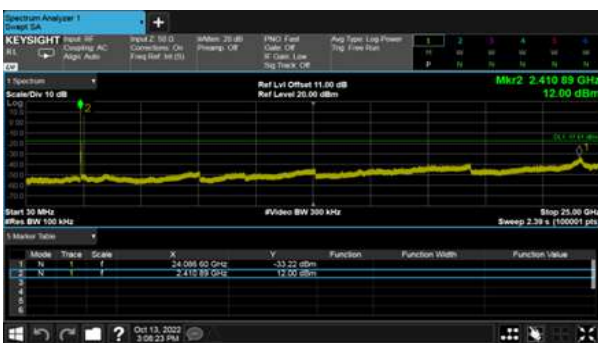 Spectrum Analyzer 1
Swept SA
+
KEYSIGHT Input: RF Input Z: 50 Ω #Atten: 20 dB PNO: Fast Avg Type: Log-Power 1 2 3 4 5 6
RL Coupling: AC Corrections: On Preamp: Off Gate: Off Trig: Free Run
Align: Auto Freq Ref: Int (S) IF Gain: Low
Sig Track: Off
P N N N N N
1 Spectrum
Ref Lvl Offset 11.00 dB Mkr2 2.410 89 GHz
Scale/Div 10 dB Ref Level 20.00 dBm 12.00 dBm
Log
2
1
Start 30 MHz #Video BW 300 kHz Stop 25.00 GHz
#Res BW 100 kHz Sweep 2.39 s (100001 pts)
5 Marker Table
Mode Trace Scale X Y Function Function Width Function Value
1 N 1 f 24.086 60 GHz -33.22 dBm
2 N 1 f 2.410 89 GHz 12.00 dBm
3
4
5
6
? Oct 13, 2022
3:08:23 PM